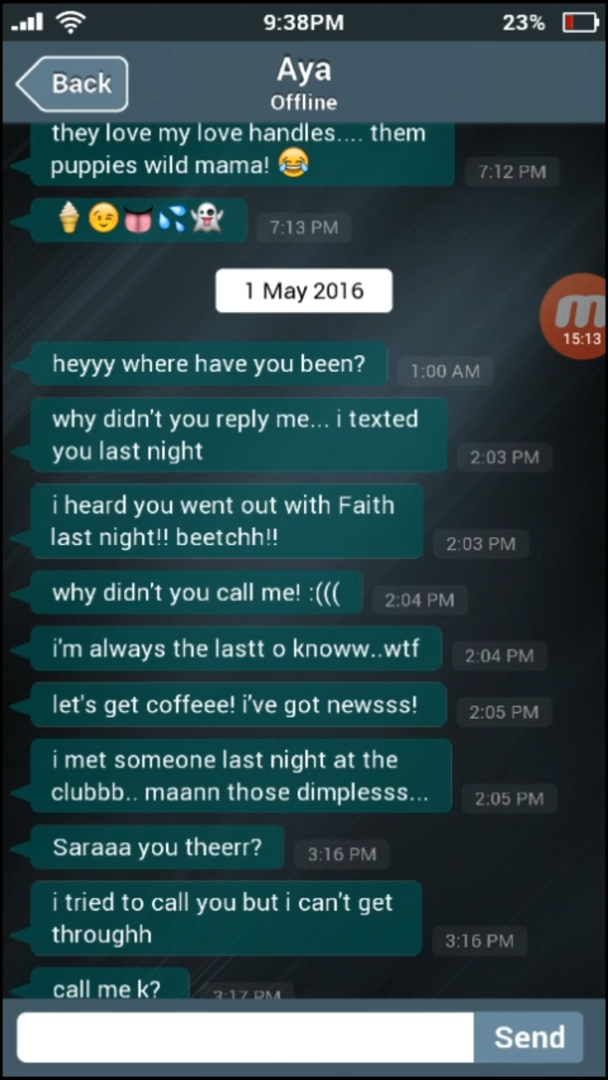 9:38PM
23%
Back
Aya
Offline
they love my love handles.... them
puppies wild mama! 😂
7:12 PM
🍦😉👅💦👻
7:13 PM
1 May 2016
15:13
heyyy where have you been?
1:00 AM
why didn't you reply me... i texted
you last night
2:03 PM
i heard you went out with Faith
last night!! beetchh!!
2:03 PM
why didn't you call me! :(((
2:04 PM
i'm always the lastt o knoww..wtf
2:04 PM
let's get coffeee! i've got newsss!
2:05 PM
i met someone last night at the
clubbb.. maann those dimplesss...
2:05 PM
Saraaa you theerr?
3:16 PM
i tried to call you but i can't get
throughh
3:16 PM
call me k?
3:17 PM
Send